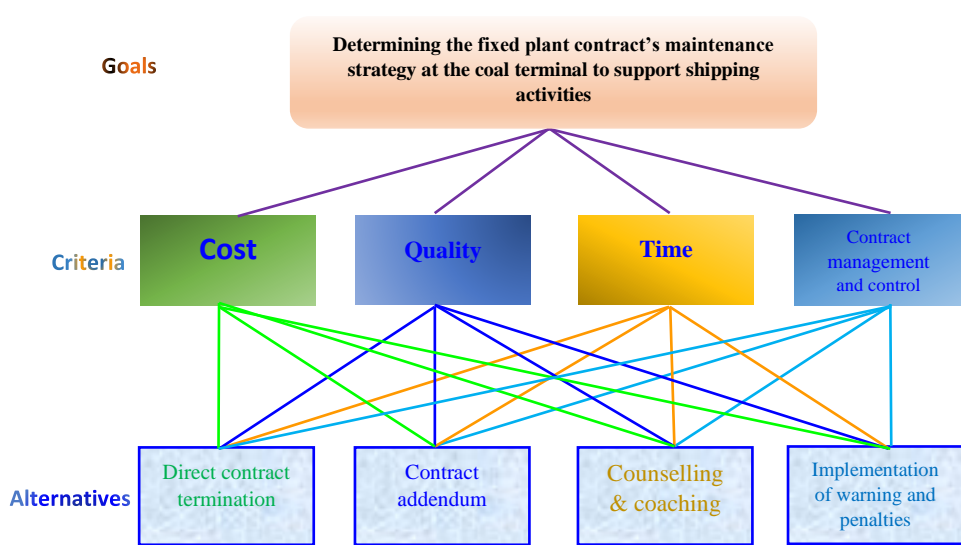 Goals
Determining the fixed plant contract's maintenance
strategy at the coal terminal to support shipping
activities
Criteria
Cost
Quality
Time
Contract
management
and control
Alternatives
Direct contract
termination
Contract
addendum
Counselling
& coaching
Implementation
of warning and
penalties